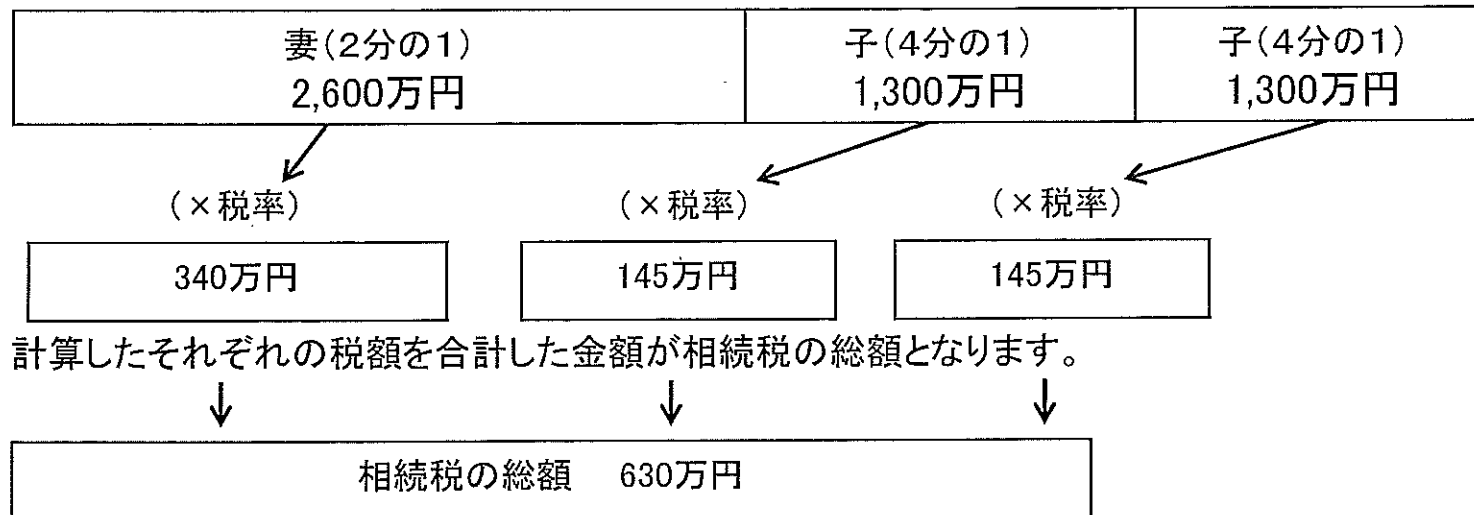 妻(2分の1)
2,600万円
子(4分の1)
1,300万円
子(4分の1)
1,300万円
(×税率)
(×税率)
(×税率)
340万円
145万円
145万円
計算したそれぞれの税額を合計した金額が相続税の総額となります。
相続税の総額 630万円